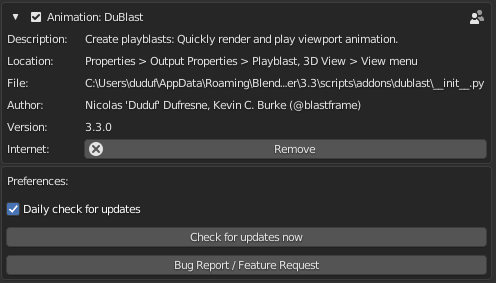 Animation: DuBlast
Description: Create playblasts: Quickly render and play viewport animation.
Location: Properties > Output Properties > Playblast, 3D View > View menu
File: C:\Users\duduf\AppData\Roaming\Blend...er\3.3\scripts\addons\dublast\__init__.py
Author: Nicolas 'Duduf' Dufresne, Kevin C. Burke (@blastframe)
Version: 3.3.0
Internet: Remove
Preferences:
Daily check for updates
Check for updates now
Bug Report / Feature Request